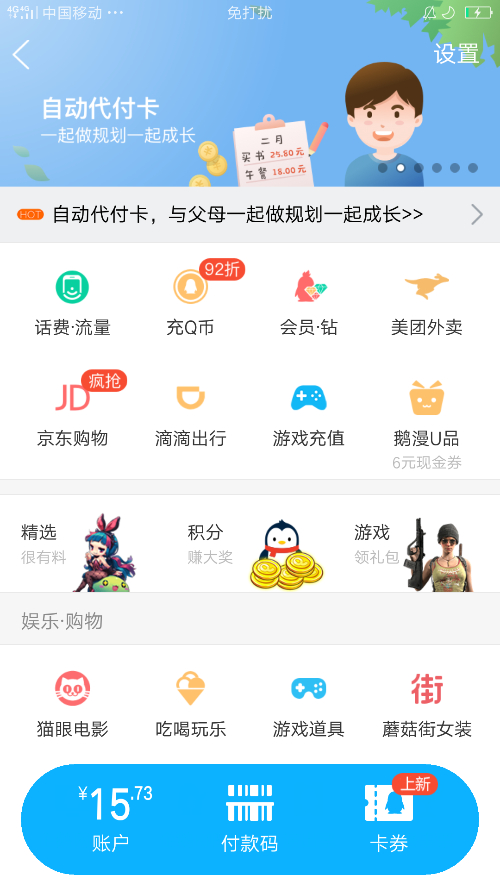 4G 4G 中国移动 ···
免打扰
设置
自动代付卡
一起做规划一起成长
二月
买书 25.80元
午餐 18.00元
HOT 自动代付卡，与父母一起做规划一起成长>>
92折
话费·流量 充Q币 会员·钻 美团外卖
JD 疯抢
京东购物 滴滴出行 游戏充值 鹅漫U品
6元现金券
精选 积分 游戏
很有料 赚大奖 领礼包
娱乐·购物
街
猫眼电影 吃喝玩乐 游戏道具 蘑菇街女装
¥15.73 上新
账户 付款码 卡券